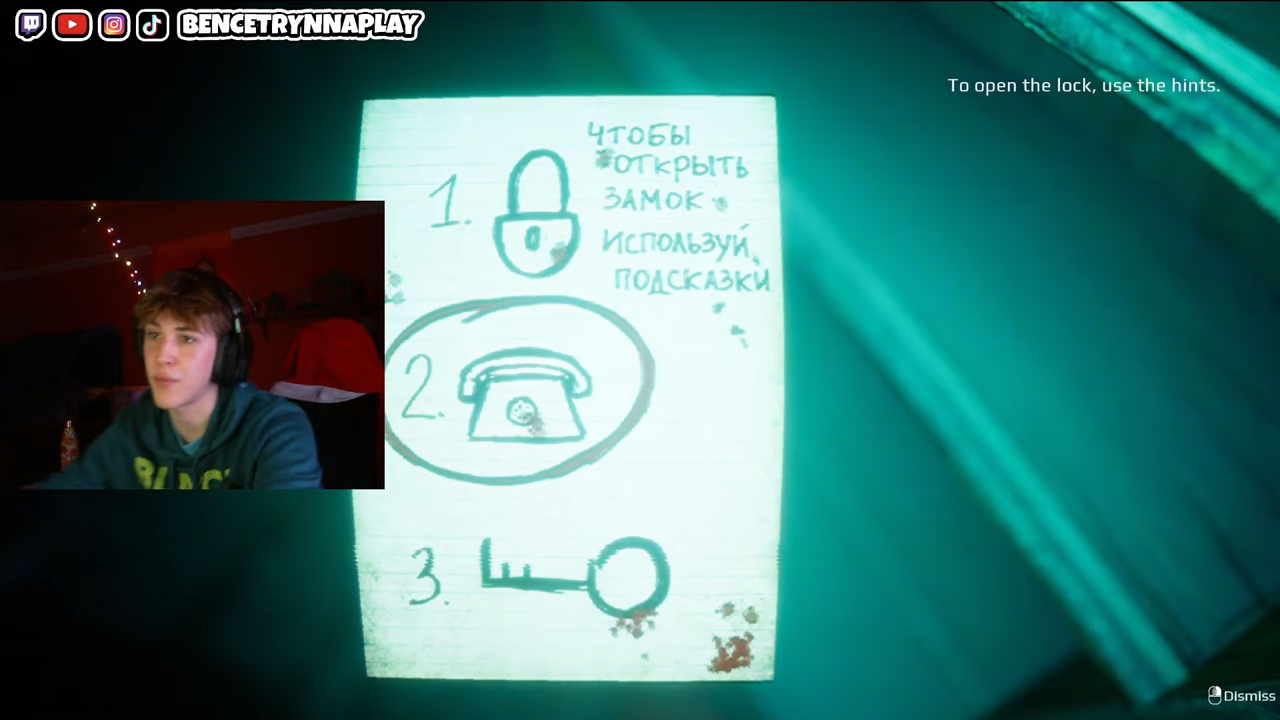 BENCETRYNNAPLAY
To open the lock, use the hints.
1.
ЧТОБЫ
ОТКРЫТЬ
ЗАМОК
ИСПОЛЬЗУЙ
ПОДСКАЗКИ
2.
3.
Dismiss